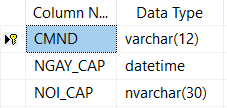 Column N... Data Type
CMND varchar(12)
NGAY_CAP datetime
NOI_CAP nvarchar(30)